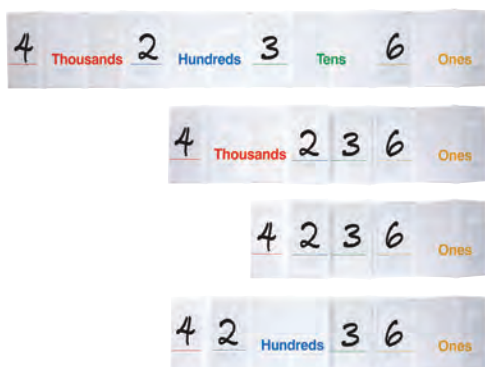 4 Thousands 2 Hundreds 3 Tens 6 Ones
4 Thousands 2 3 6 Ones
4 2 3 6 Ones
4 2 Hundreds 3 6 Ones